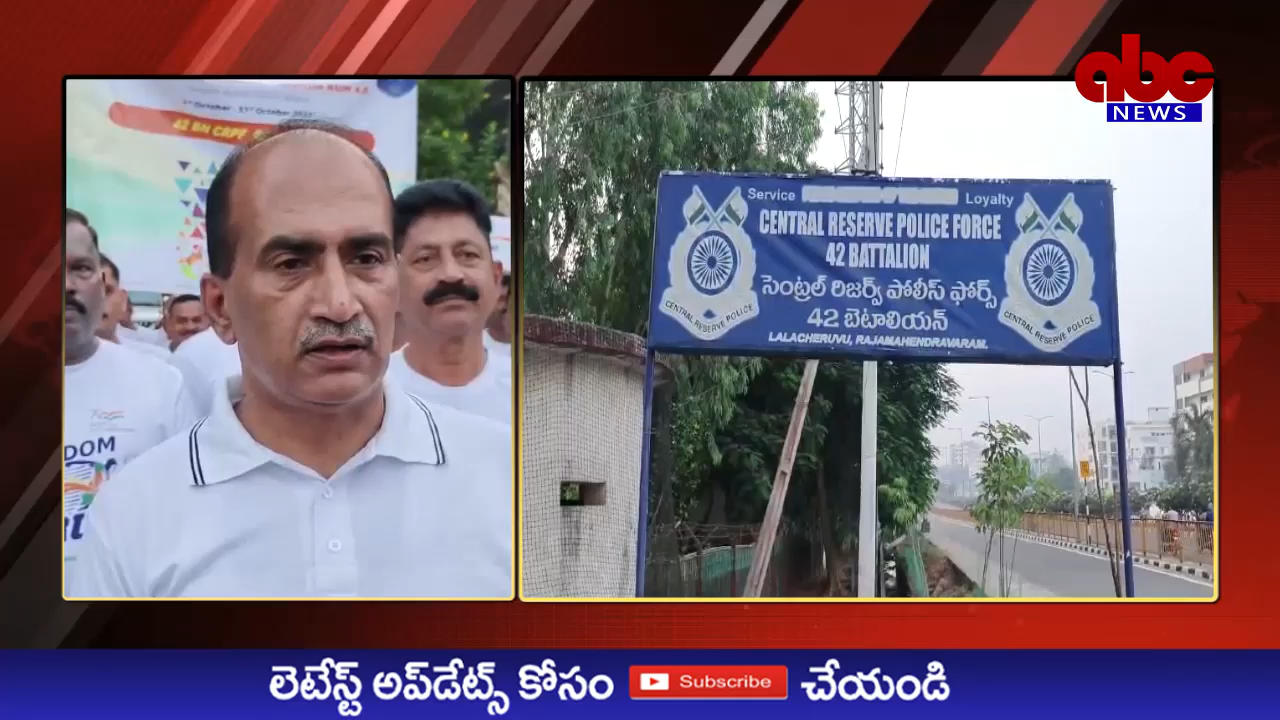 abc
NEWS
42 BN CRPF
DOM
Service Loyalty
CENTRAL RESERVE POLICE FORCE
42 BATTALION
సెంట్రల్ రిజర్వ్ పోలీస్ ఫోర్స్
42 బెటాలియన్
LALACHERUVU, RAJAMAHENDRAVARAM.
CENTRAL RESERVE POLICE
CENTRAL RESERVE POLICE
లెటేస్ట్ అప్‌డేట్స్ కోసం Subscribe చేయండి